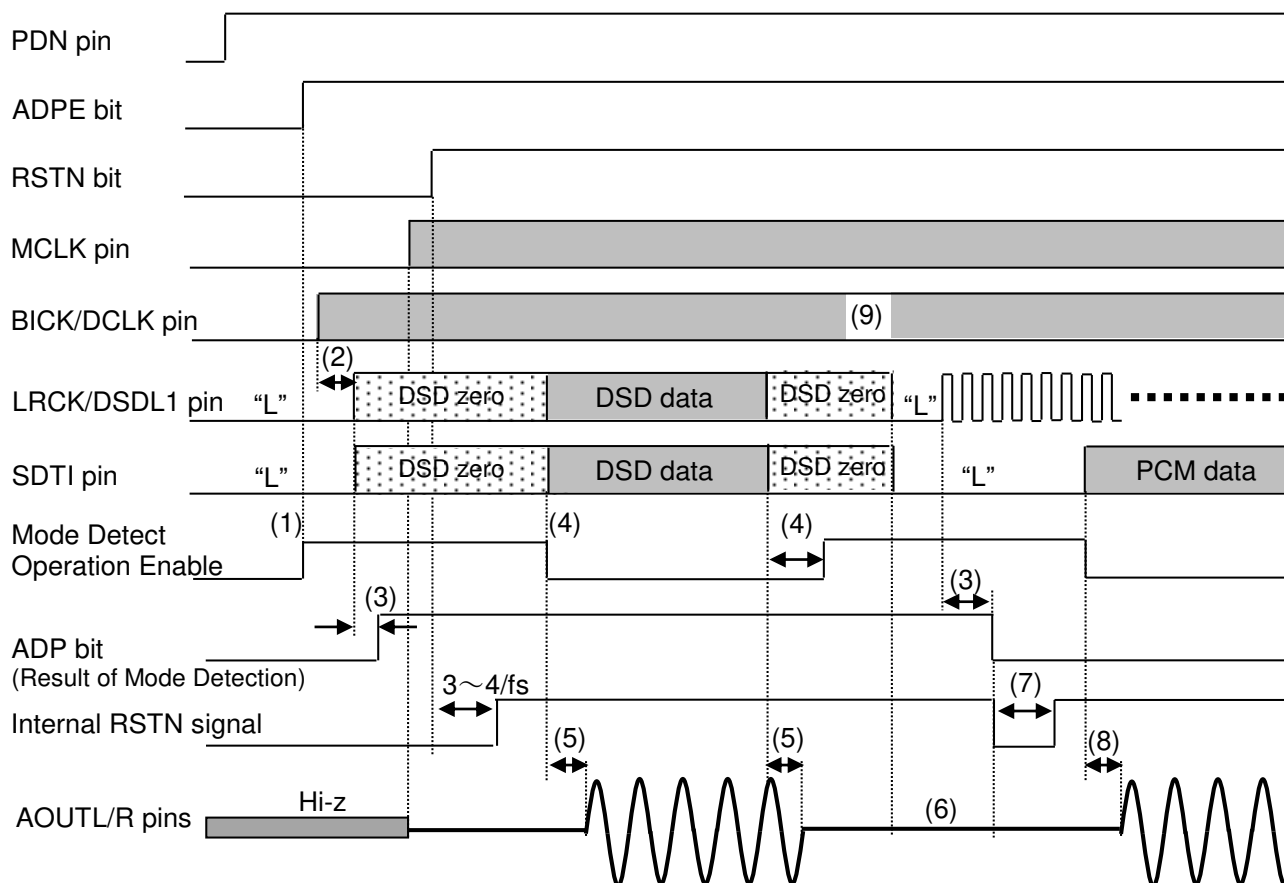 PDN pin
ADPE bit
RSTN bit
MCLK pin
BICK/DCLK pin (9)
(2)
LRCK/DSDL1 pin “L” DSD zero DSD data DSD zero “L”
SDTI pin “L” DSD zero DSD data DSD zero “L” PCM data
Mode Detect (1) (4) (4)
Operation Enable
(3) (3)
ADP bit
(Result of Mode Detection)
3～4/fs (7)
Internal RSTN signal
(5) (5) (8)
Hi-z
AOUTL/R pins (6)